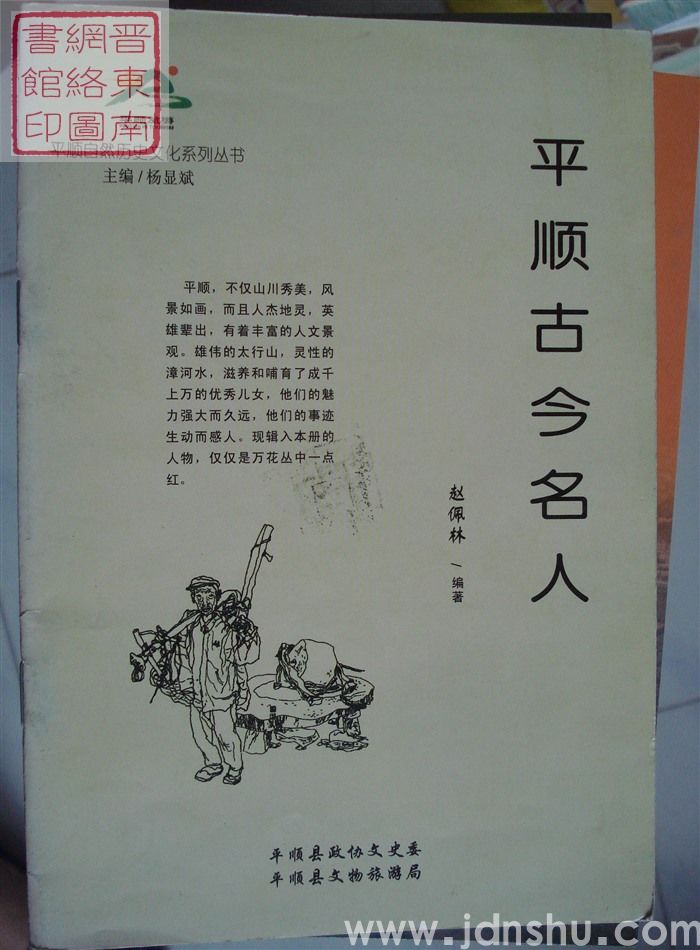 晋東南
網絡圖
書館印
平顺自然历史文化系列丛书
主编/杨显斌
平顺古今名人
平顺，不仅山川秀美，风
景如画，而且人杰地灵，英
雄辈出，有着丰富的人文景
观。雄伟的太行山，灵性的
漳河水，滋养和哺育了成千
上万的优秀儿女，他们的魅
力强大而久远，他们的事迹
生动而感人。现辑入本册的
人物，仅仅是万花丛中一点
红。
赵佩林/编著
平顺县政协文史委
平顺县文物旅游局
www.jdnshu.com